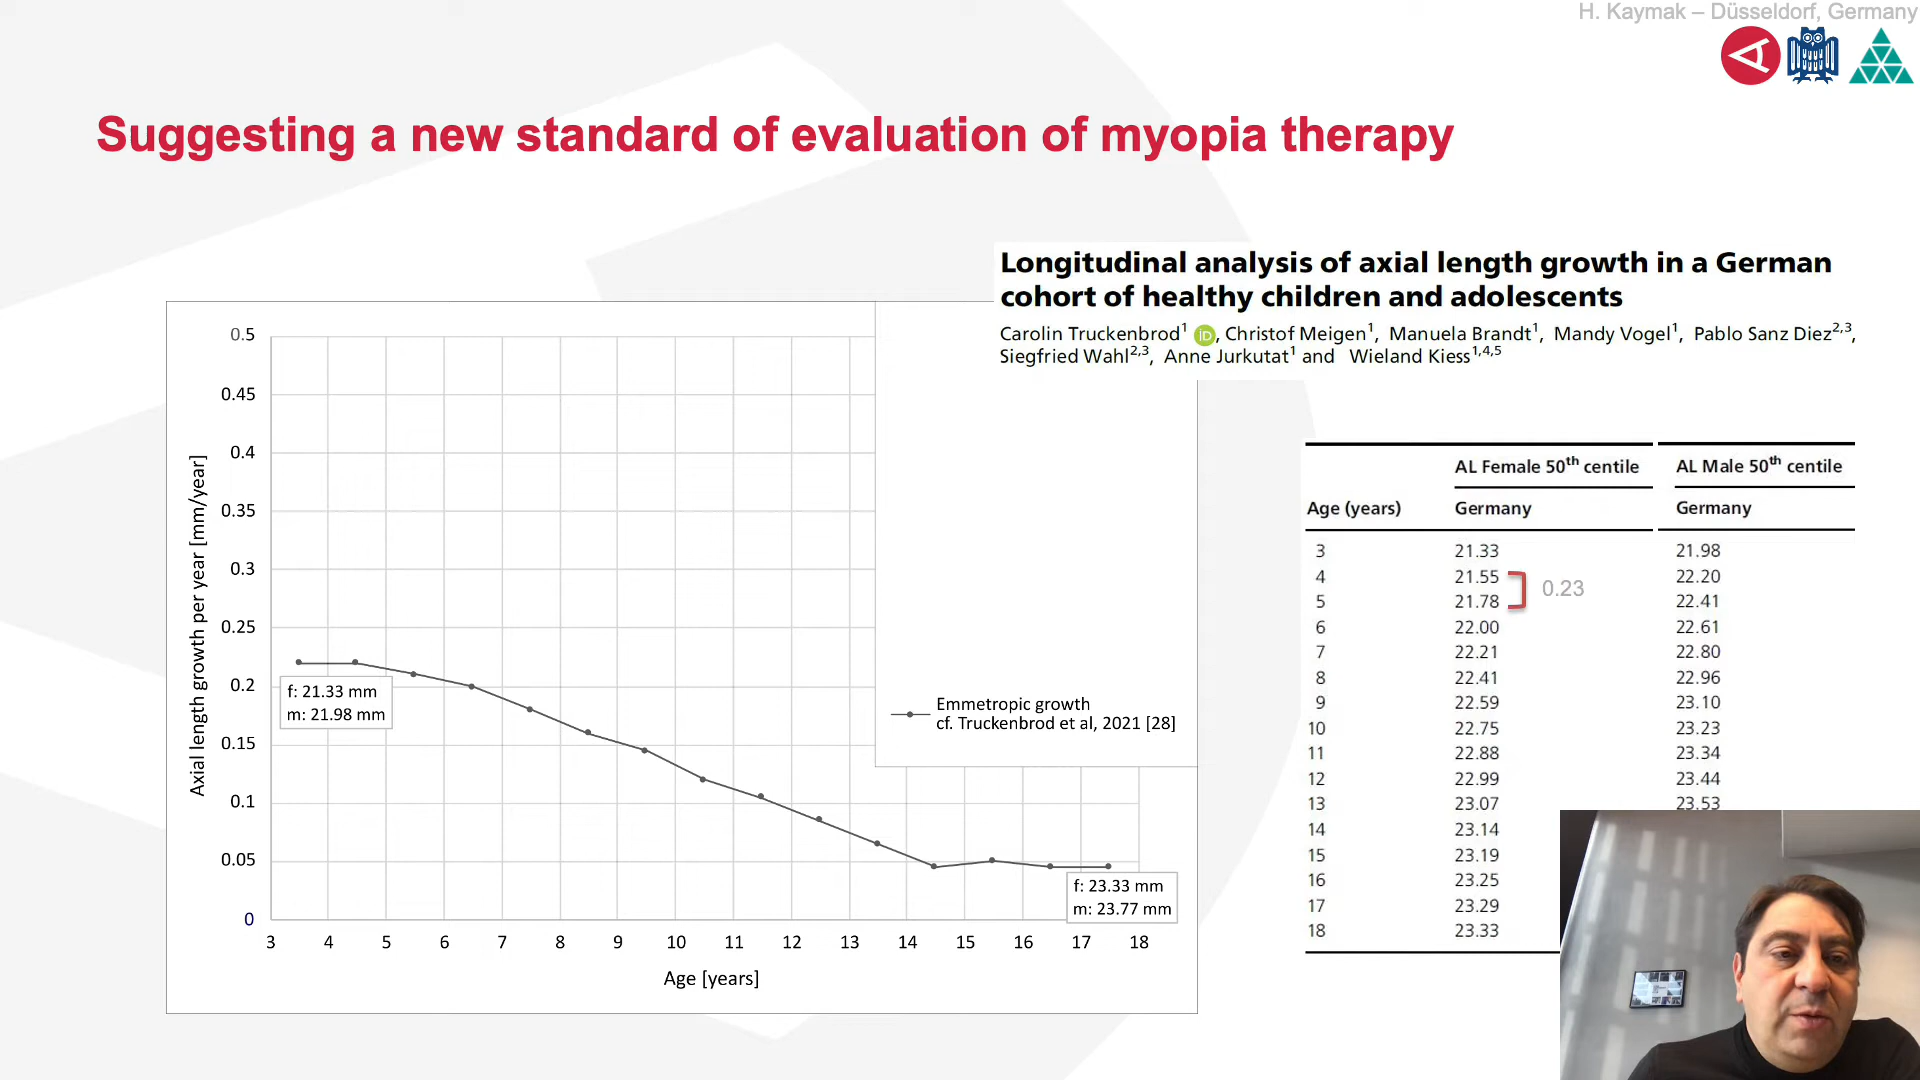 H. Kaymak – Düsseldorf, Germany
Suggesting a new standard of evaluation of myopia therapy
Longitudinal analysis of axial length growth in a German
cohort of healthy children and adolescents
Carolin Truckenbrod1 iD, Christof Meigen1, Manuela Brandt1, Mandy Vogel1, Pablo Sanz Diez2,3,
Siegfried Wahl2,3, Anne Jurkutat1 and Wieland Kiess1,4,5
Axial length growth per year [mm/year]
0.5
0.45
0.4
0.35
0.3
0.25
0.2
0.15
0.1
0.05
0
f: 21.33 mm
m: 21.98 mm
Emmetropic growth
cf. Truckenbrod et al, 2021 [28]
f: 23.33 mm
m: 23.77 mm
3 4 5 6 7 8 9 10 11 12 13 14 15 16 17 18
Age [years]
AL Female 50th centile AL Male 50th centile
Age (years) Germany Germany
3 21.33 21.98
4 21.55 22.20
0.23
5 21.78 22.41
6 22.00 22.61
7 22.21 22.80
8 22.41 22.96
9 22.59 23.10
10 22.75 23.23
11 22.88 23.34
12 22.99 23.44
13 23.07 23.53
14 23.14
15 23.19
16 23.25
17 23.29
18 23.33